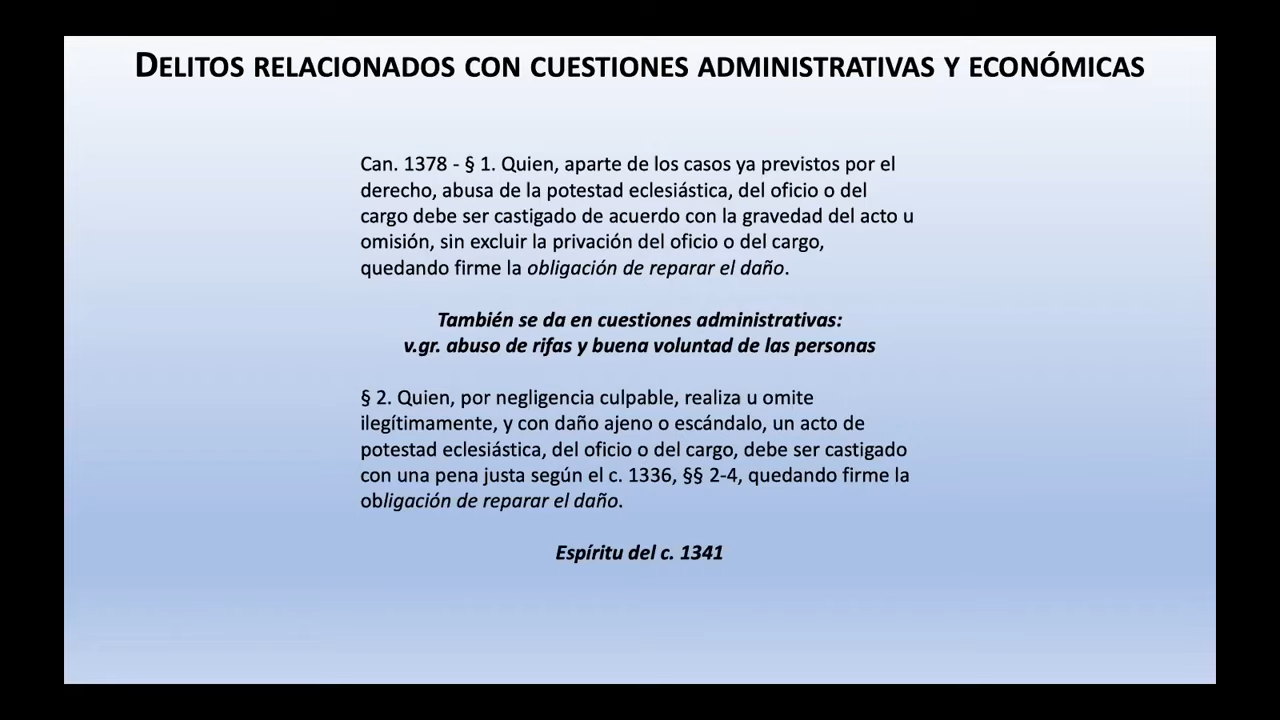 DELITOS RELACIONADOS CON CUESTIONES ADMINISTRATIVAS Y ECONÓMICAS
Can. 1378 - § 1. Quien, aparte de los casos ya previstos por el
derecho, abusa de la potestad eclesiástica, del oficio o del
cargo debe ser castigado de acuerdo con la gravedad del acto u
omisión, sin excluir la privación del oficio o del cargo,
quedando firme la obligación de reparar el daño.
También se da en cuestiones administrativas:
v.gr. abuso de rifas y buena voluntad de las personas
§ 2. Quien, por negligencia culpable, realiza u omite
ilegítimamente, y con daño ajeno o escándalo, un acto de
potestad eclesiástica, del oficio o del cargo, debe ser castigado
con una pena justa según el c. 1336, §§ 2-4, quedando firme la
obligación de reparar el daño.
Espíritu del c. 1341